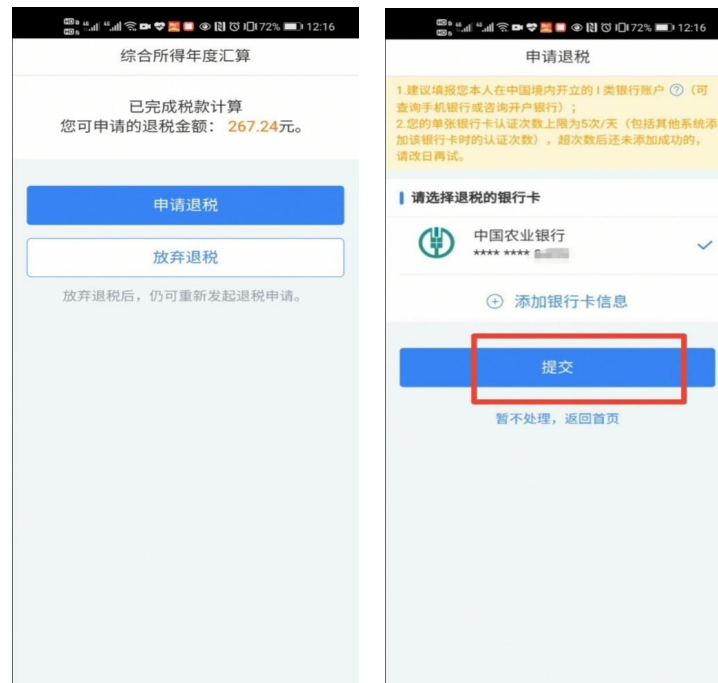 12:16
综合所得年度汇算
已完成税款计算
您可申请的退税金额： 267.24元。
申请退税
放弃退税
放弃退税后，仍可重新发起退税申请。
72% 12:16
申请退税
1.建议填报您本人在中国境内开立的 I 类银行账户 ? （可
查询手机银行或咨询开户银行）；
2.您的单张银行卡认证次数上限为5次/天（包括其他系统添
加该银行卡时的认证次数），超次数后还未添加成功的，
请改日再试。
请选择退税的银行卡
中国农业银行
**** ****
添加银行卡信息
提交
暂不处理，返回首页